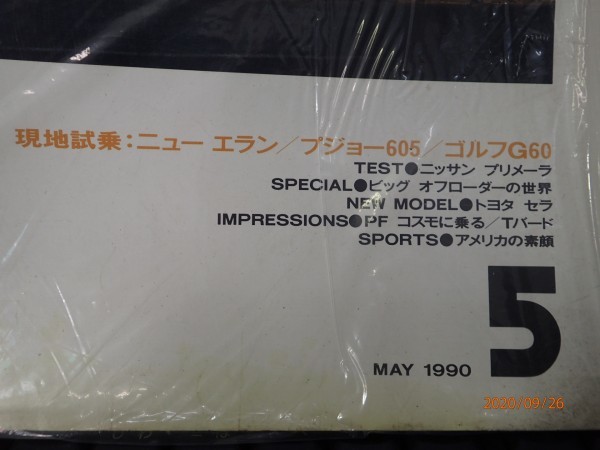 現地試乗：ニュー エラン／プジョー605／ゴルフG60
TEST●ニッサン プリメーラ
SPECIAL●ビッグ オフローダーの世界
NEW MODEL●トヨタ セラ
IMPRESSIONS●PF コスモに乗る／Tバード
SPORTS●アメリカの素顔
5
MAY 1990
2020/09/26